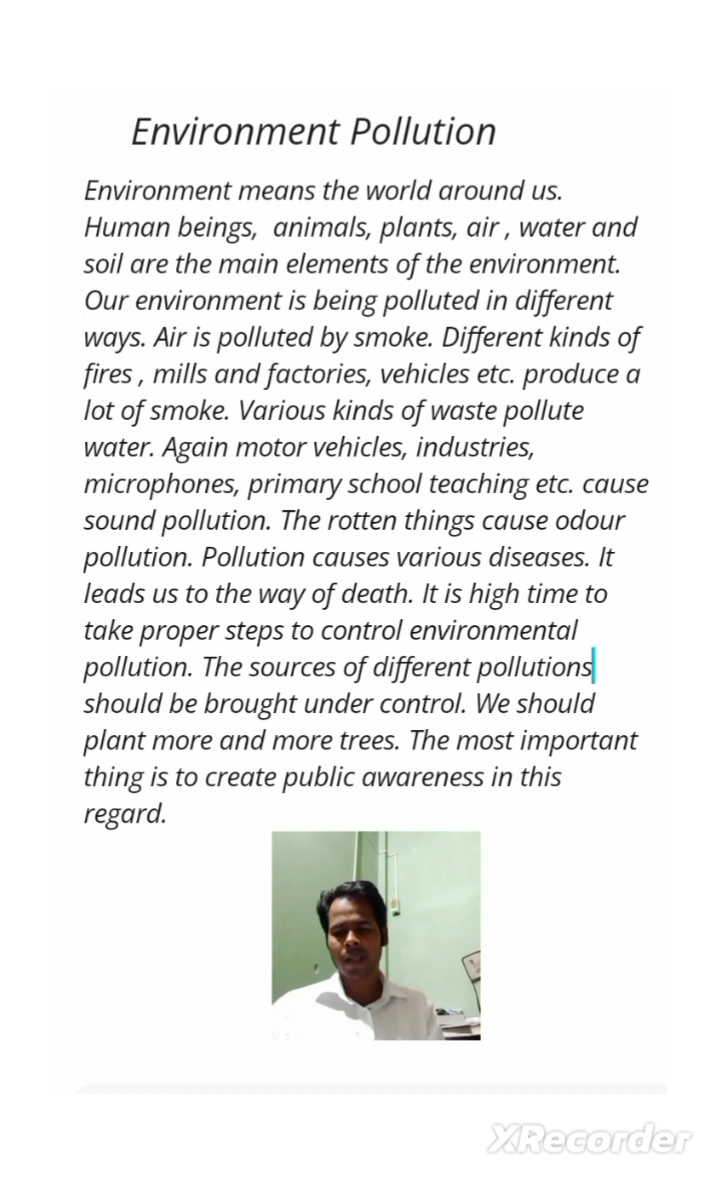 Environment Pollution
Environment means the world around us.
Human beings,  animals, plants, air , water and
soil are the main elements of the environment.
Our environment is being polluted in different
ways. Air is polluted by smoke. Different kinds of
fires , mills and factories, vehicles etc. produce a
lot of smoke. Various kinds of waste pollute
water. Again motor vehicles, industries,
microphones, primary school teaching etc. cause
sound pollution. The rotten things cause odour
pollution. Pollution causes various diseases. It
leads us to the way of death. It is high time to
take proper steps to control environmental
pollution. The sources of different pollutions
should be brought under control. We should
plant more and more trees. The most important
thing is to create public awareness in this
regard.
XRecorder